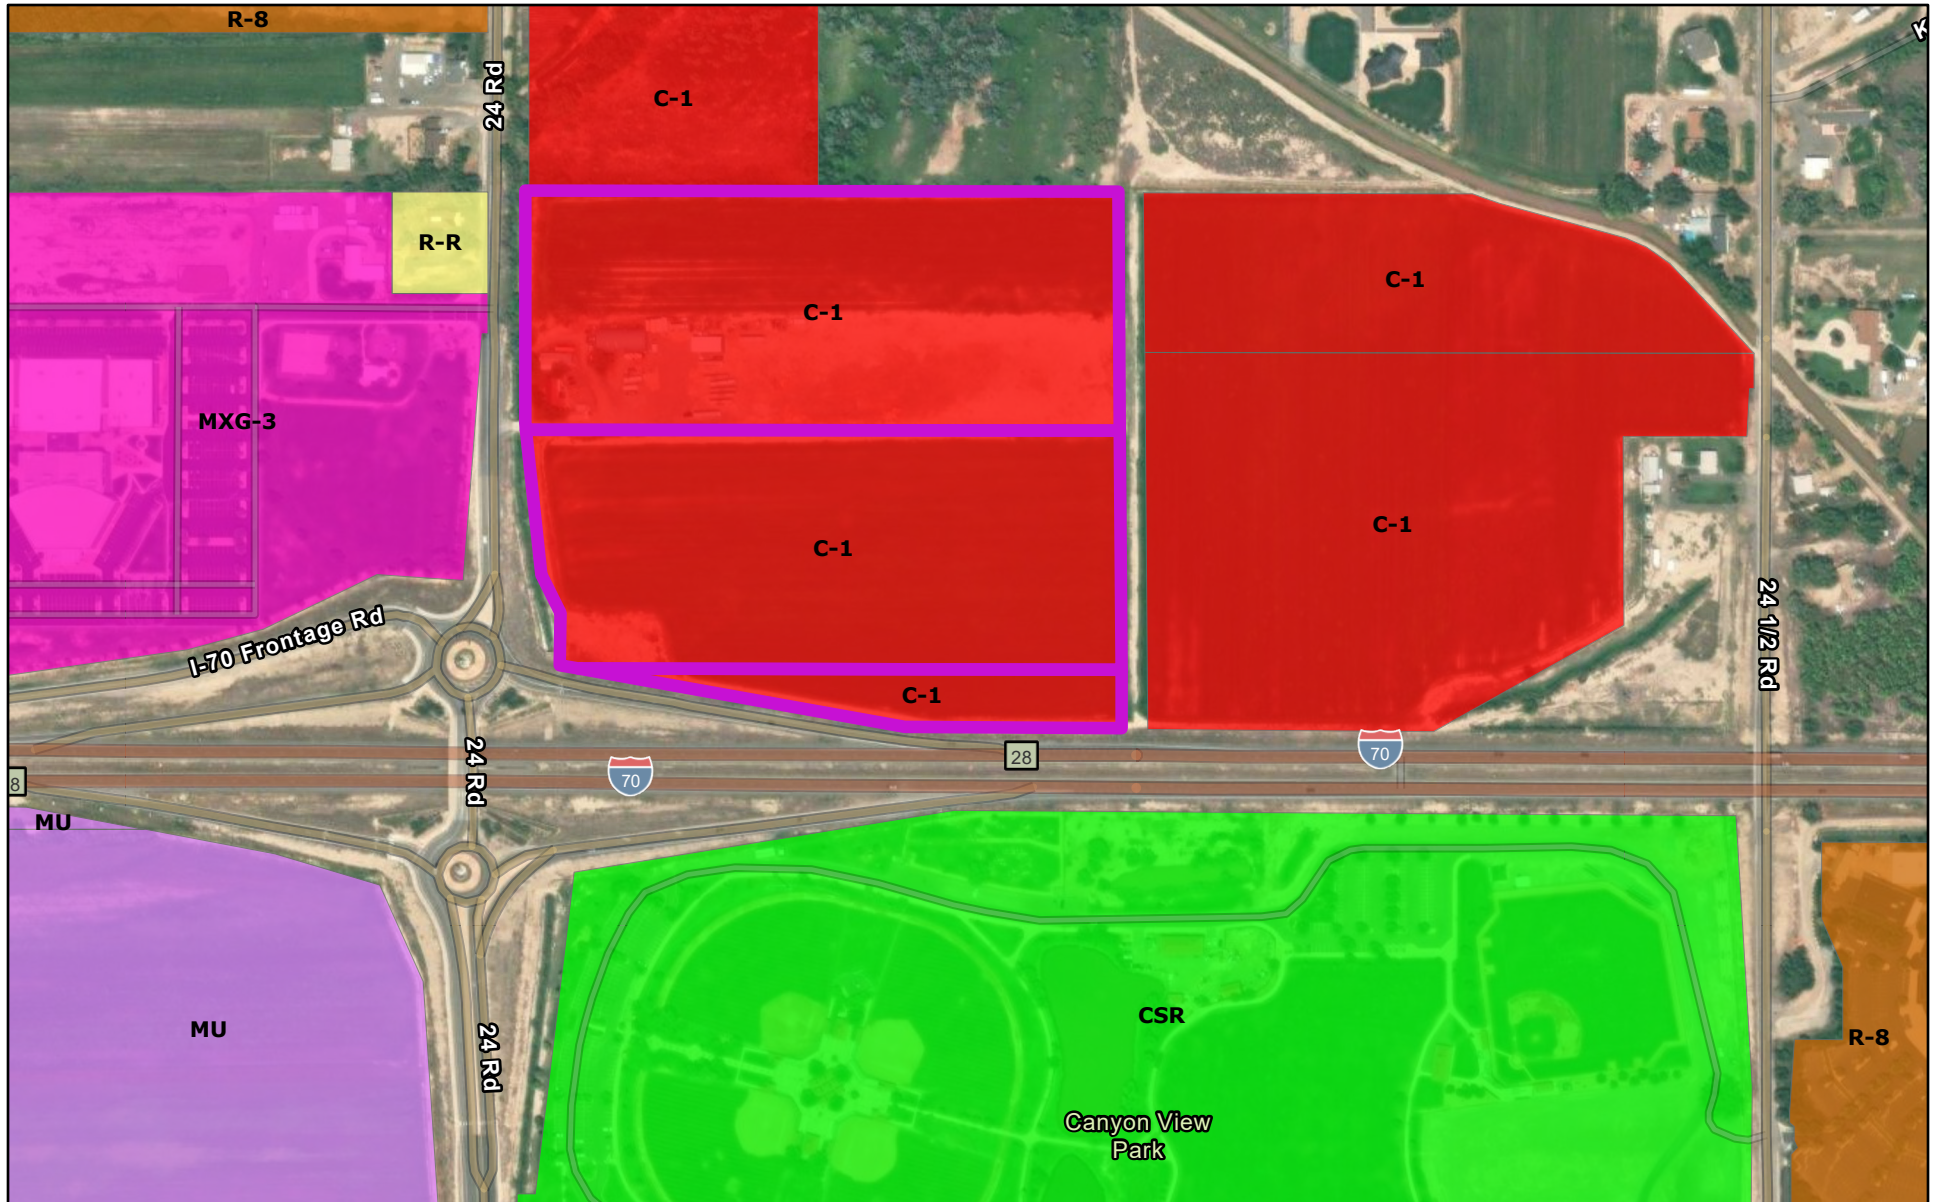 R-8
K
24 Rd
C-1
R-R
C-1
C-1
MXG-3
C-1
C-1
I-70 Frontage Rd
24 1/2 Rd
C-1
24 Rd
28
70
70
8
MU
MU
CSR
R-8
24 Rd
Canyon View
Park